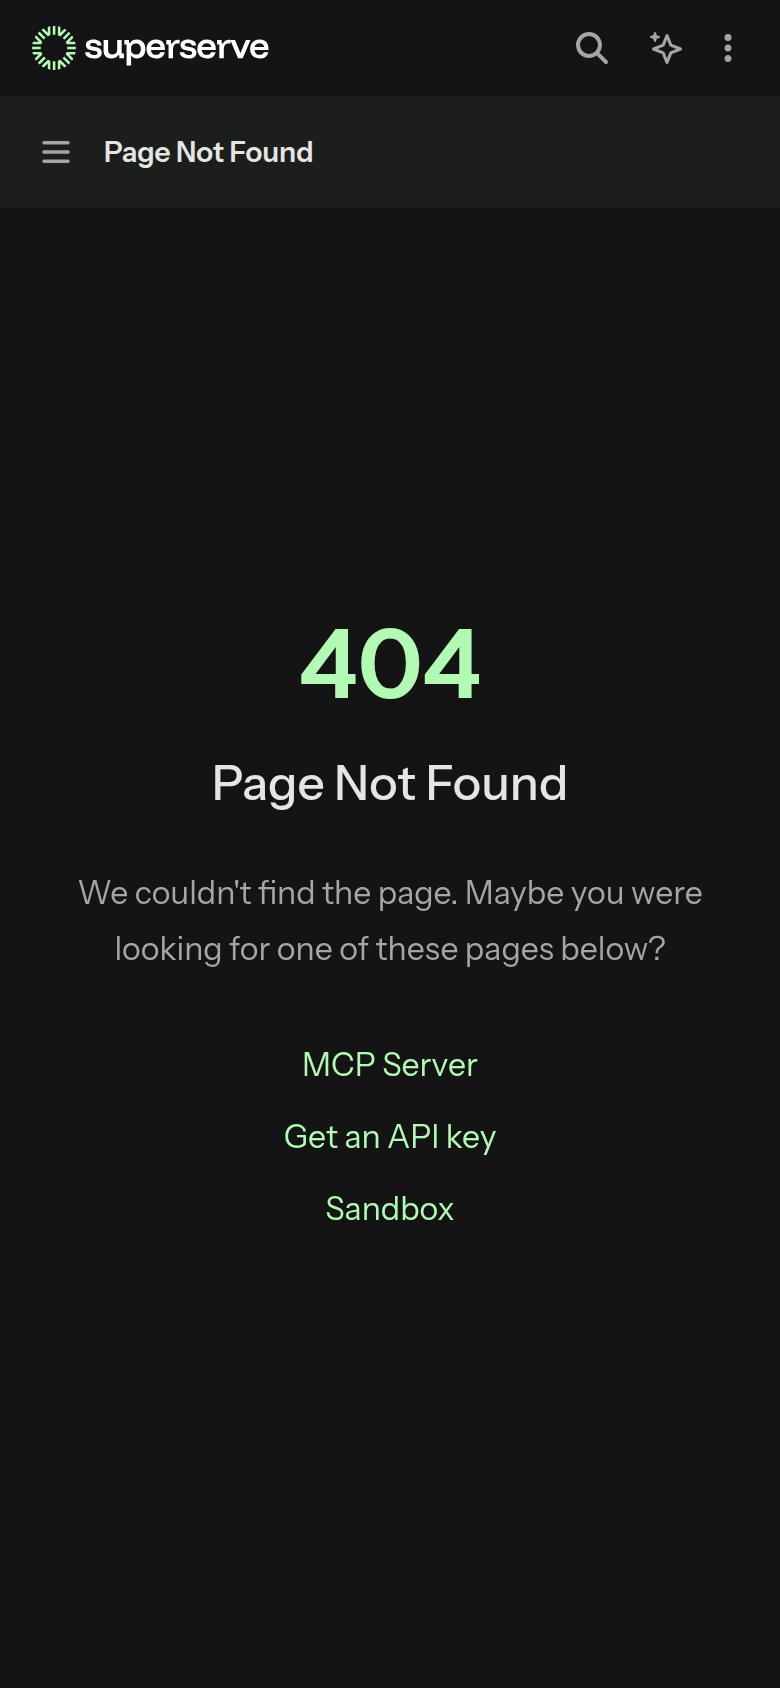 superserve
Page Not Found
404
Page Not Found
We couldn't find the page. Maybe you were
looking for one of these pages below?
MCP Server
Get an API key
Sandbox